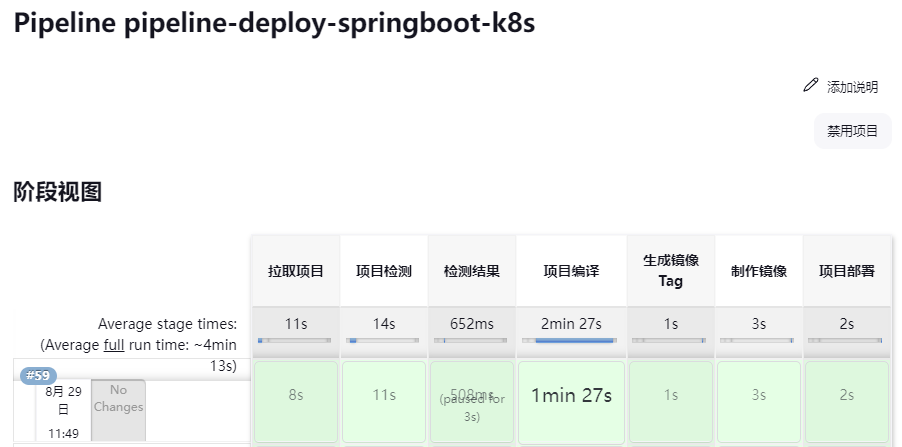 Pipeline pipeline-deploy-springboot-k8s
添加说明
禁用项目
阶段视图
拉取项目
项目检测
检测结果
项目编译
生成镜像
Tag
制作镜像
项目部署
Average stage times:
(Average full run time: ~4min
13s)
11s
14s
652ms
2min 27s
1s
3s
2s
#59
8月 29
日
11:49
No
Changes
8s
11s
508ms
(paused for
3s)
1min 27s
1s
3s
2s